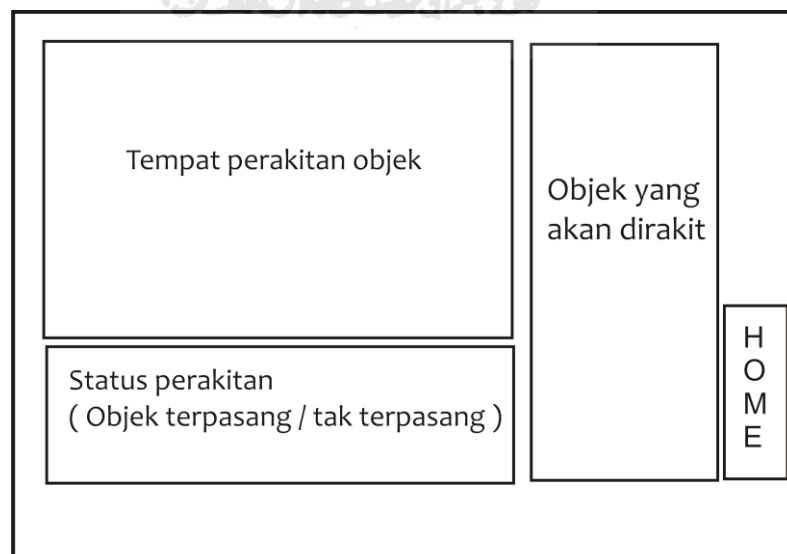 Tempat perakitan objek
Objek yang
akan dirakit
Status perakitan
( Objek terpasang / tak terpasang )
H
O
M
E